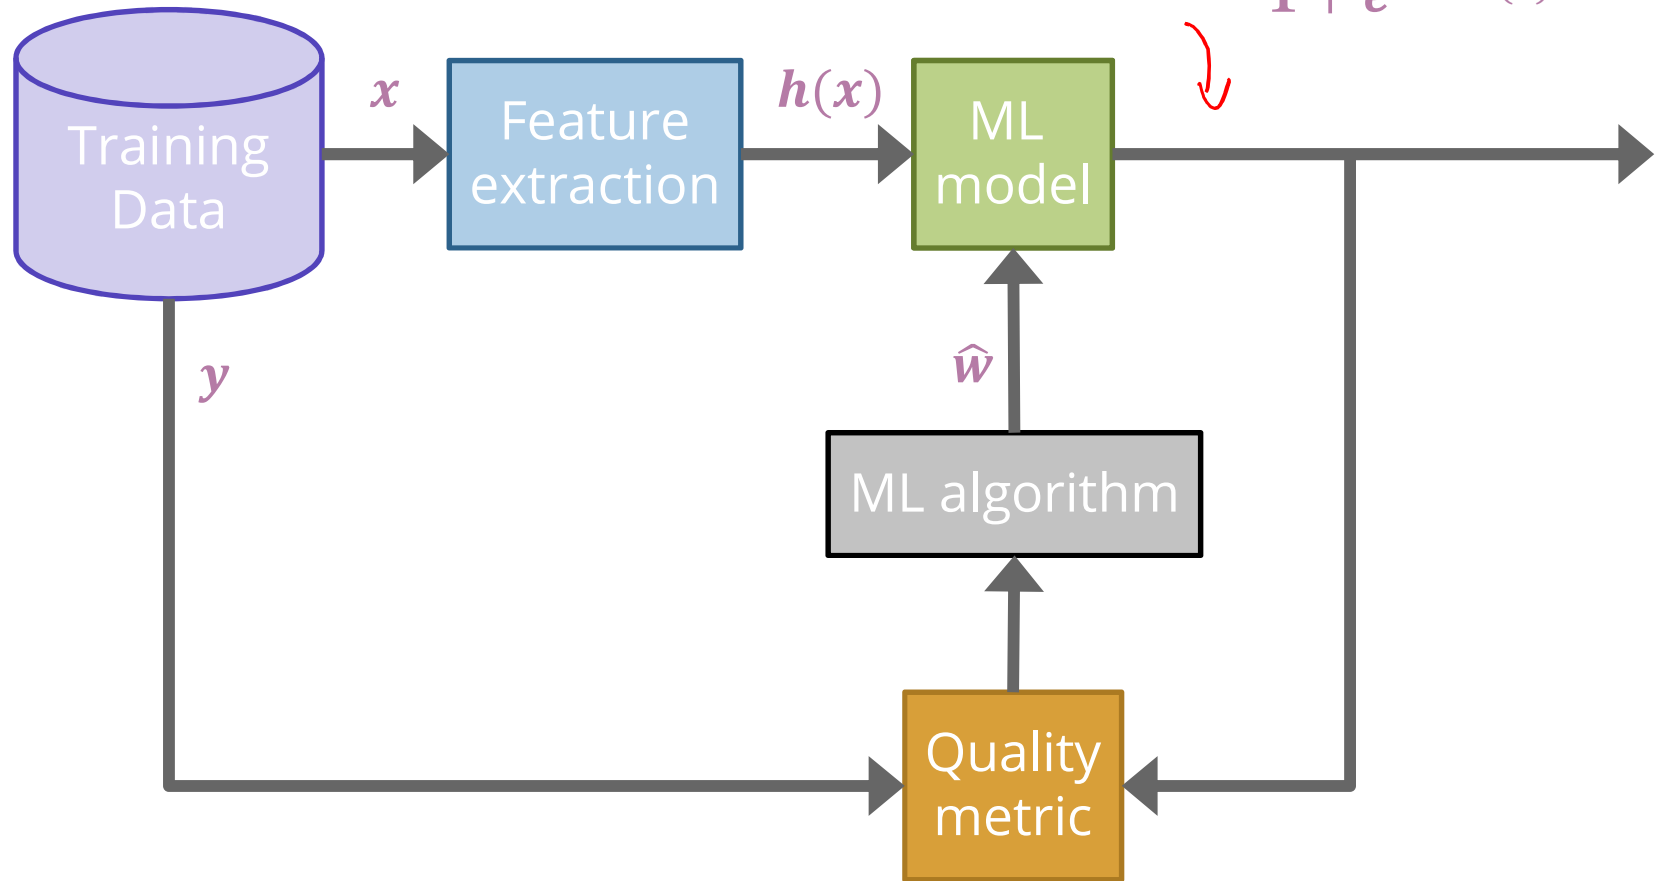 x
h(x)
Training
Data
Feature
extraction
ML
model
y
ŵ
ML algorithm
Quality
metric